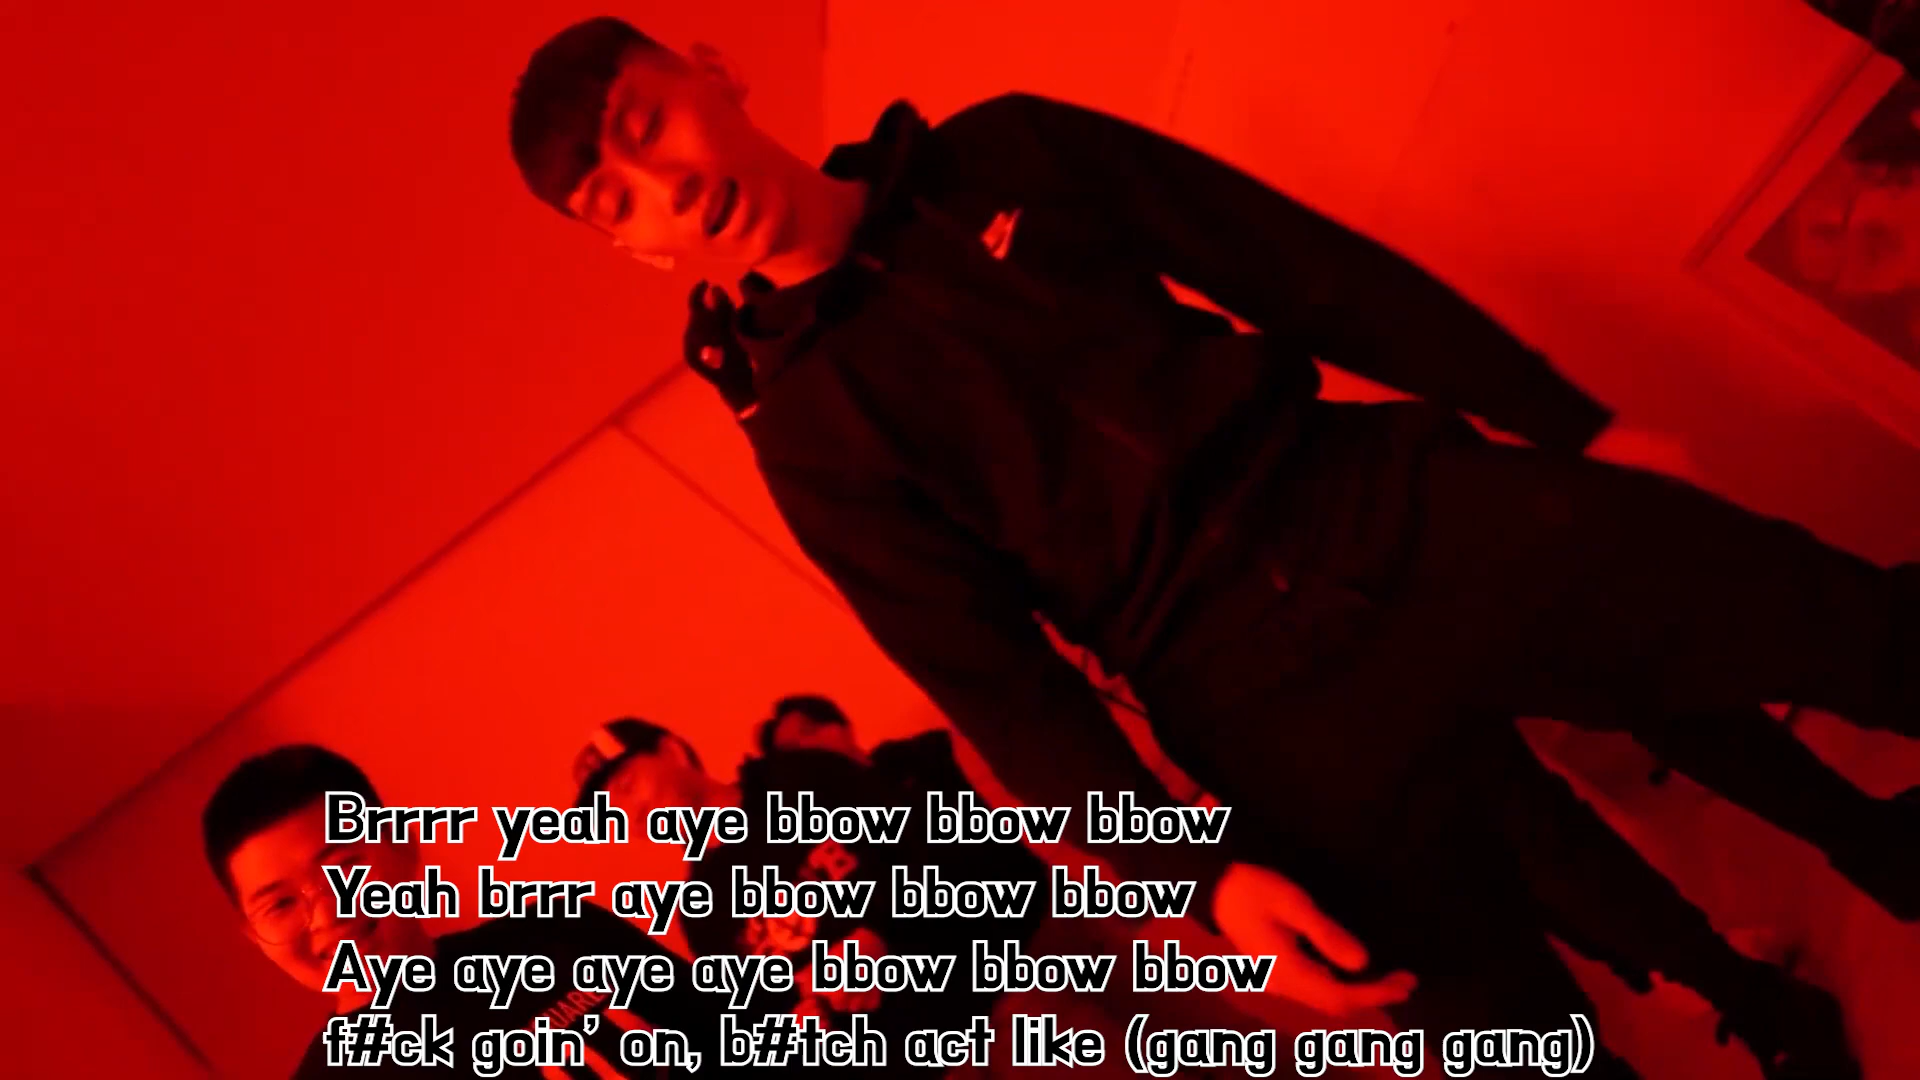 Brrrr yeah aye bbow bbow bbow
Yeah brrr aye bbow bbow bbow
Aye aye aye aye bbow bbow bbow
f#ck goin' on, b#tch act like (gang gang gang)